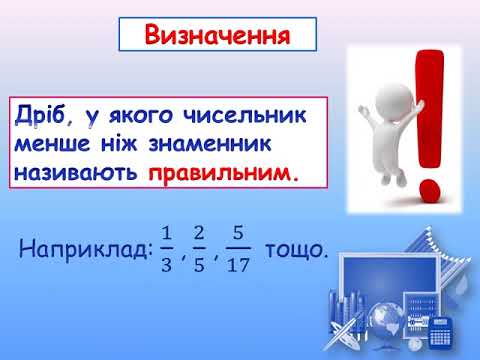 Визначення
Дріб, у якого чисельник
менше ніж знаменник
називають правильним.
Наприклад: 1/3, 2/5, 5/17 тощо.